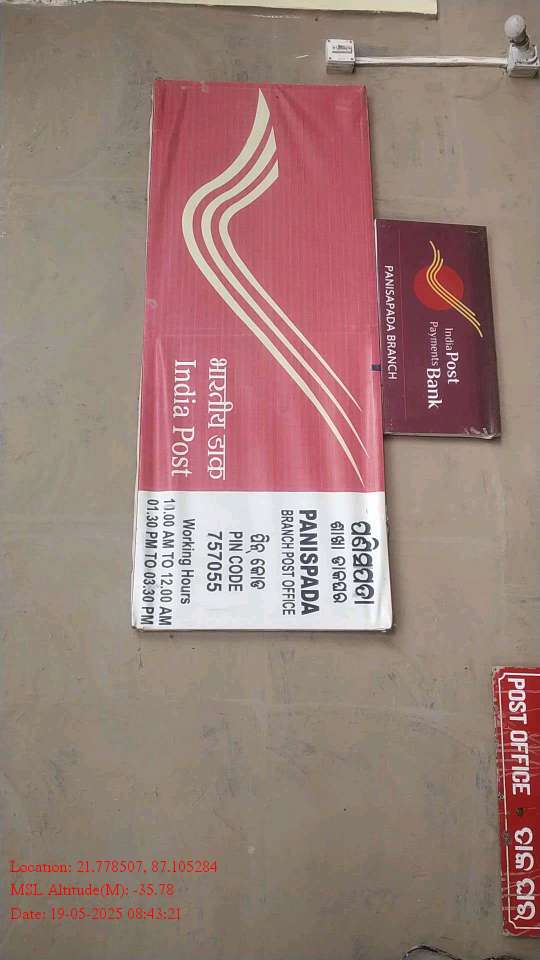 भारतीय डाक
India Post
ପାଣିସପଡା
ଶାଖା ଡାକଘର
PANISPADA
BRANCH POST OFFICE
ପିନ୍ କୋଡ
PIN CODE
757055
Working Hours
10.00 AM TO 12.00 AM
01.30 PM TO 03.30 PM
India Post
Payments Bank
PANISAPADA BRANCH
POST OFFICE
ଡାକ ଘର
Location: 21.778507, 87.105284
MSL Altitude(M): -35.78
Date: 19-05-2025 08:43:21